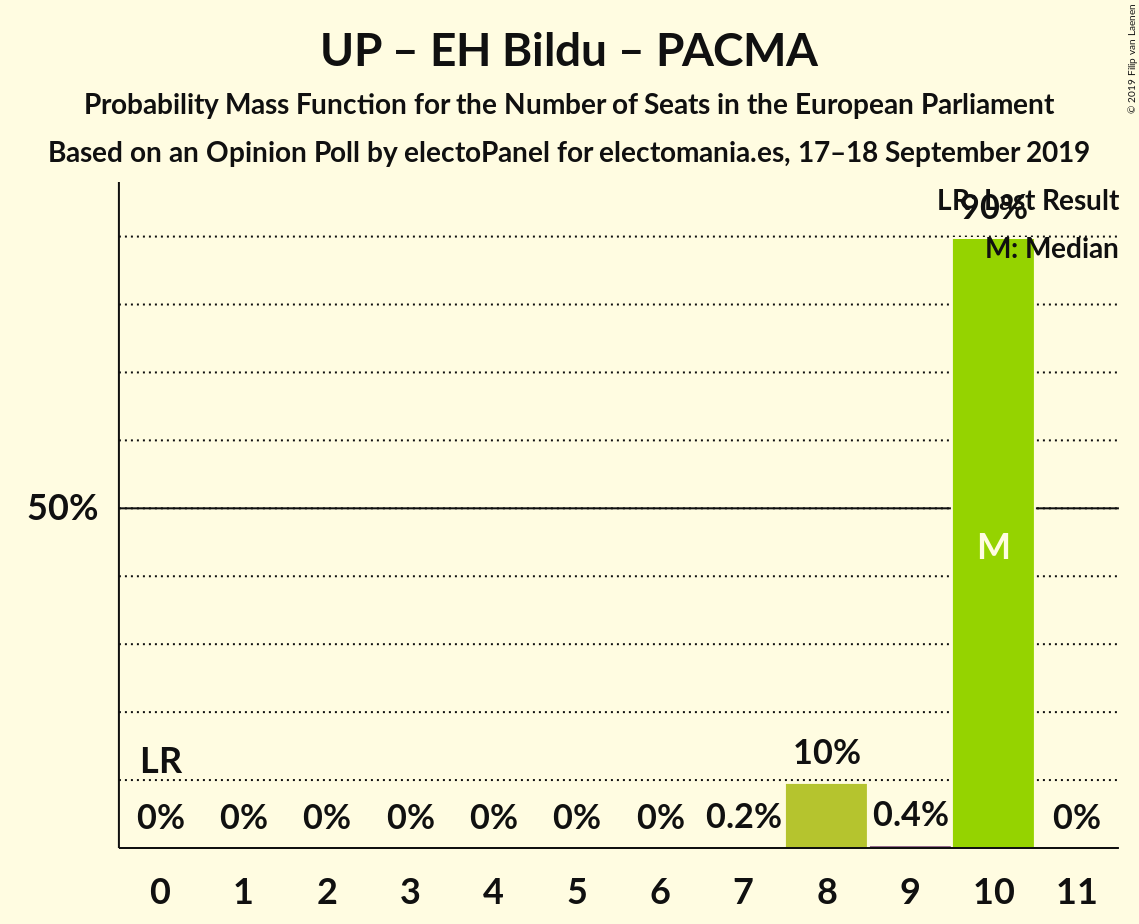 UP – EH Bildu – PACMA
Probability Mass Function for the Number of Seats in the European Parliament
Based on an Opinion Poll by electoPanel for electomania.es, 17–18 September 2019
© 2019 Filip van Laenen
LR: Last Result
90%
M: Median
50%
M
LR
10%
0% 0% 0% 0% 0% 0% 0% 0.2% 0.4% 0%
0 1 2 3 4 5 6 7 8 9 10 11